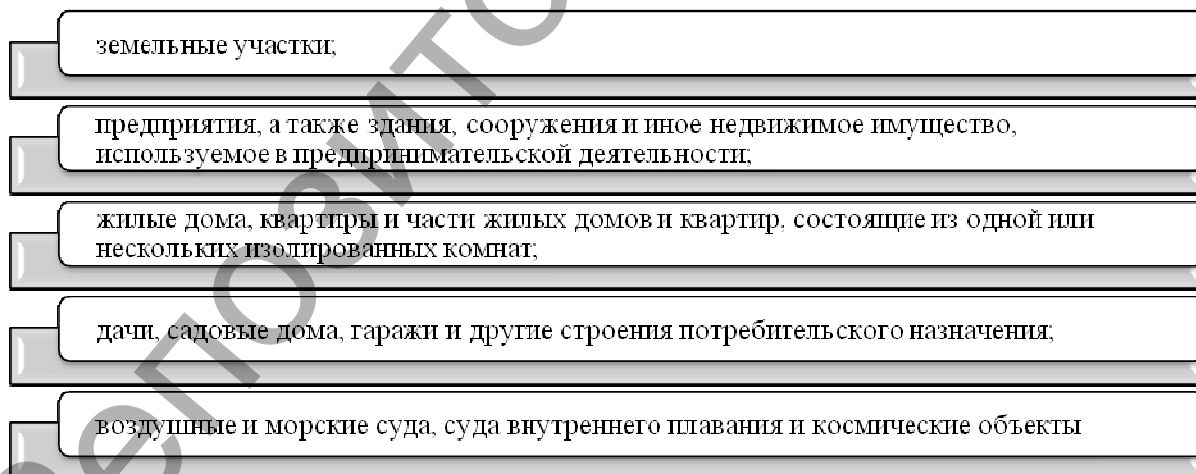 земельные участки;
предприятия, а также здания, сооружения и иное недвижимое имущество,
используемое в предпринимательской деятельности;
жилые дома, квартиры и части жилых домов и квартир, состоящие из одной или
нескольких изолированных комнат;
дачи, садовые дома, гаражи и другие строения потребительского назначения;
воздушные и морские суда, суда внутреннего плавания и космические объекты